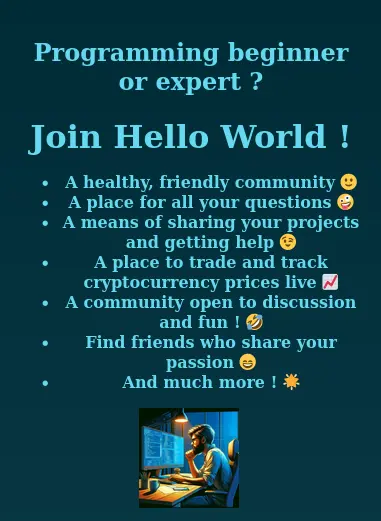 Programming beginner
or expert ?
Join Hello World !
• A healthy, friendly community 🙂
• A place for all your questions 🤪
• A means of sharing your projects
and getting help 😉
• A place to trade and track
cryptocurrency prices live 📈
• A community open to discussion
and fun ! 🤣
• Find friends who share your
passion 😄
• And much more ! 🌟